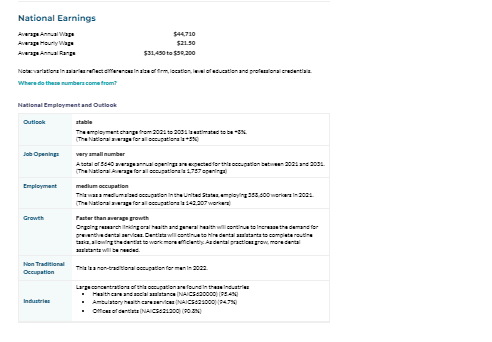 National Earnings
Average Annual Wage $44,710
Average Hourly Wage $21.50
Average Annual Range $31,450 to $59,200
Note: variations in salaries reflect differences in size of firm, location, level of education and professional credentials.
Where do these numbers come from?
National Employment and Outlook
Outlook stable
The employment change from 2021 to 2031 is estimated to be +8%.
(The National average for all occupations is +5%)
Job Openings very small number
A total of 5640 average annual openings are expected for this occupation between 2021 and 2031.
(The National Average for all occupations is 1,757 openings)
Employment medium occupation
This was a medium sized occupation in the United States, employing 358,600 workers in 2021.
(The National average for all occupations is 142,207 workers)
Growth Faster than average growth
Ongoing research linking oral health and general health will continue to increase the demand for
preventive dental services. Dentists will continue to hire dental assistants to complete routine
tasks, allowing the dentist to work more efficiently. As dental practices grow, more dental
assistants will be needed.
Non Traditional
Occupation
This is a non-traditional occupation for men in 2022.
Industries
Large concentrations of this occupation are found in these industries
• Health care and social assistance (NAICS620000) (95.4%)
• Ambulatory health care services (NAICS621000) (94.7%)
• Offices of dentists (NAICS621200) (90.8%)